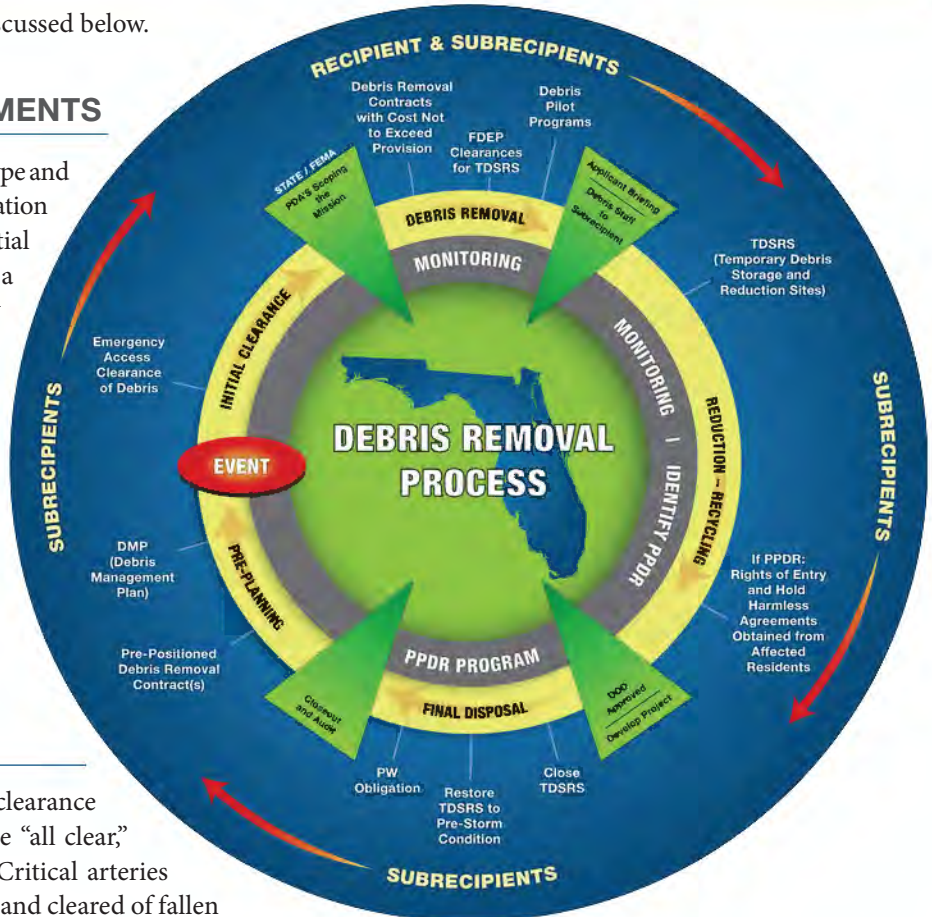 scussed below.
MENTS
pe and
ation
tial
a
clearance
e “all clear,”
Critical arteries
and cleared of fallen
RECIPIENT & SUBRECIPIENTS
Debris Removal
Contracts
with Cost Not
to Exceed
Provision
FDEP
Clearances
for TDSRS
Debris
Pilot
Programs
STATE / FEMA
PDA'S Scoping
the
Mission
Applicant Briefing
Debris Staff
to
Subrecipient
DEBRIS REMOVAL
MONITORING
TDSRS
(Temporary Debris
Storage and
Reduction Sites)
MONITORING | IDENTIFY PPDR
REDUCTION – RECYCLING
SUBRECIPIENTS
If PPDR:
Rights of Entry
and Hold
Harmless
Agreements
Obtained from
Affected
Residents
DOD
Approved
Develop Project
PPDR PROGRAM
FINAL DISPOSAL
Close
TDSRS
Restore
TDSRS to
Pre-Storm
Condition
PW
Obligation
SUBRECIPIENTS
Closeout
and Audit
Pre-Positioned
Debris Removal
Contract(s)
DMP
(Debris
Management
Plan)
PRE-PLANNING
EVENT
SUBRECIPIENTS
Emergency
Access
Clearance
of Debris
INITIAL CLEARANCE
DEBRIS REMOVAL
PROCESS